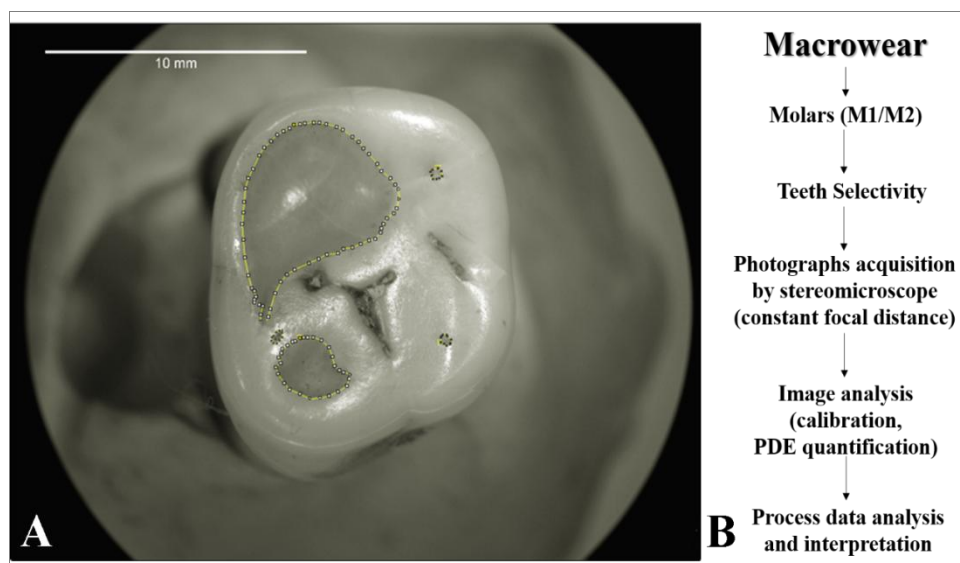 10 mm
A
B
Macrowear
Molars (M1/M2)
Teeth Selectivity
Photographs acquisition
by stereomicroscope
(constant focal distance)
Image analysis
(calibration,
PDE quantification)
Process data analysis
and interpretation